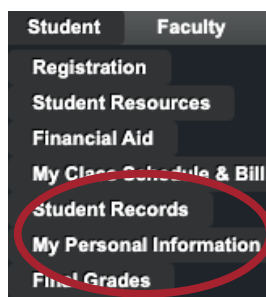 Student Faculty
Registration
Student Resources
Financial Aid
My Class Schedule & Bill
Student Records
My Personal Information
Final Grades